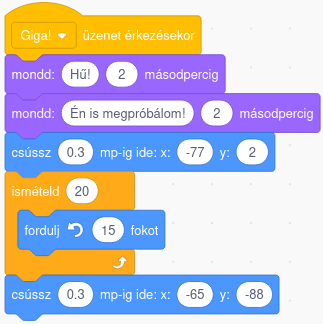 Giga! üzenet érkezésekor
mondd: Hű! 2 másodpercig
mondd: Én is megpróbálom! 2 másodpercig
csússz 0.3 mp-ig ide: x: -77 y: 2
ismételd 20
fordulj 15 fokot
csússz 0.3 mp-ig ide: x: -65 y: -88